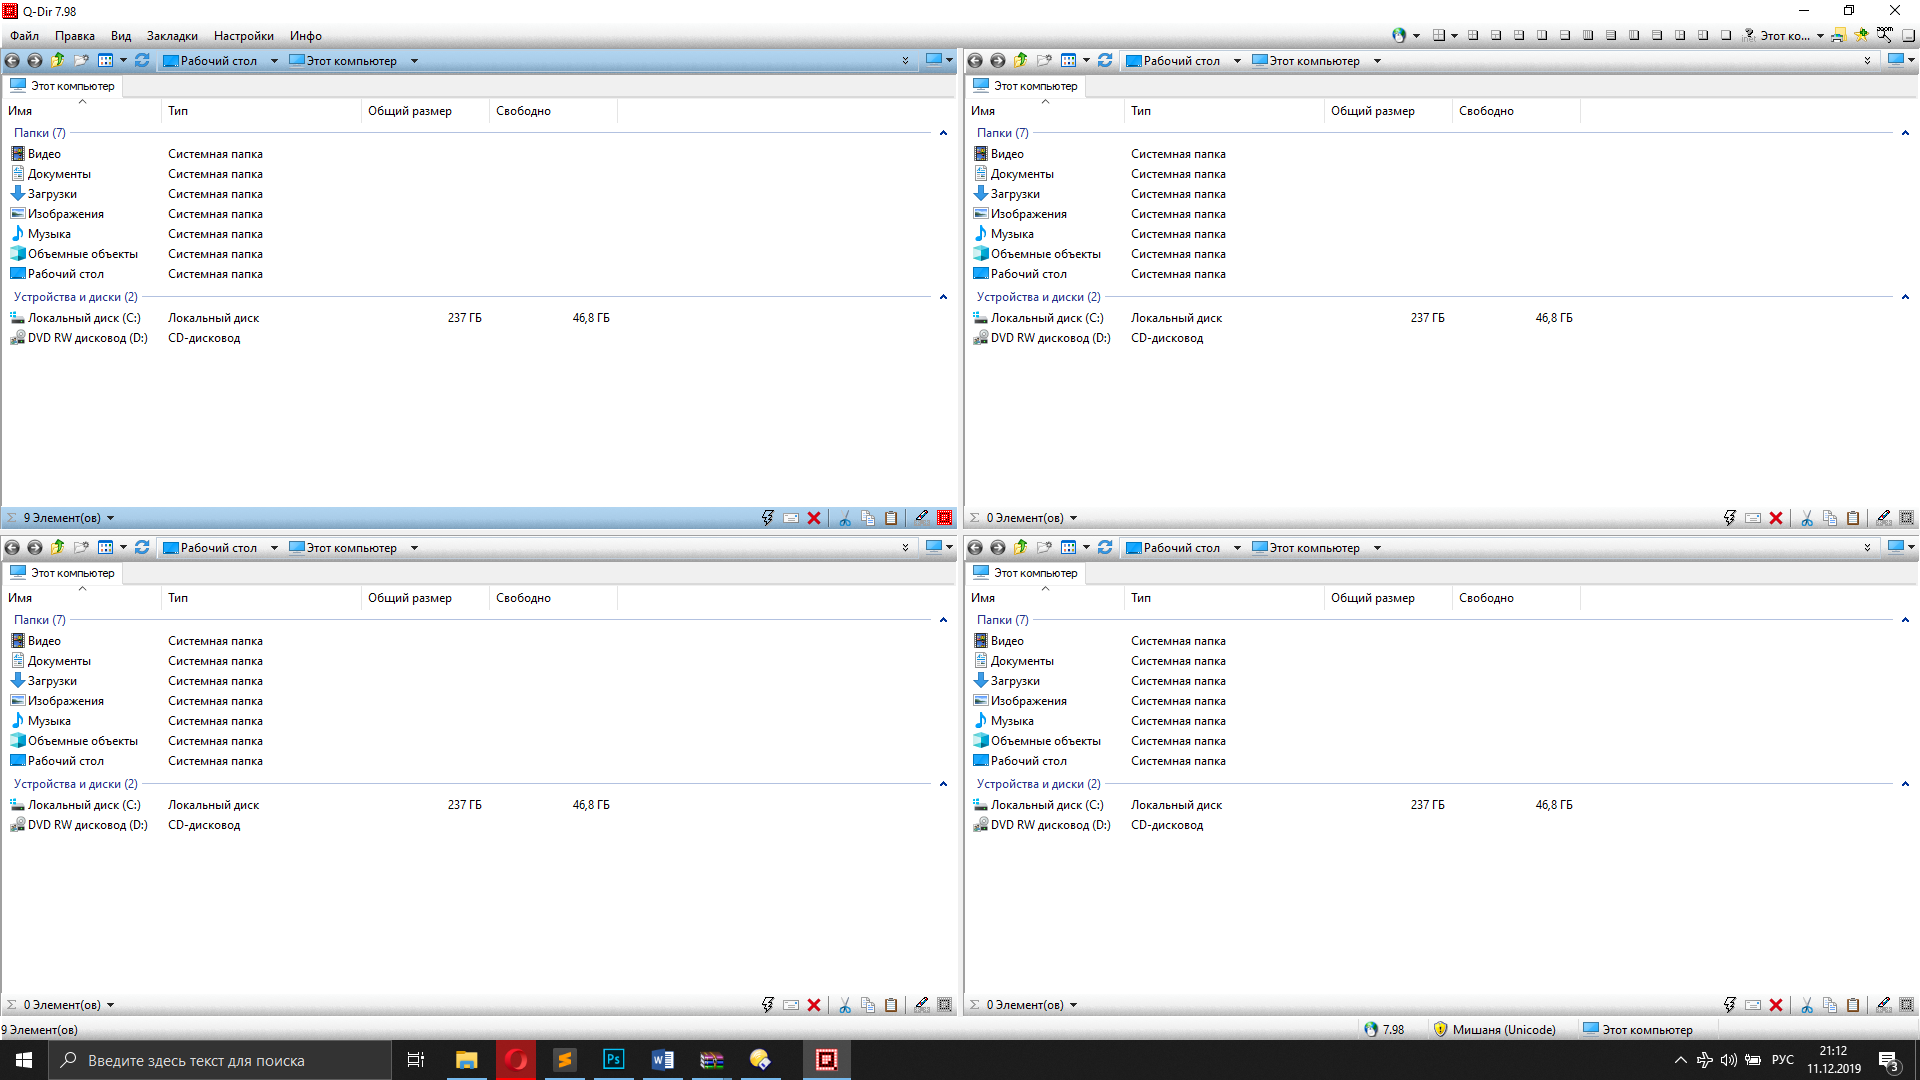 Q-Dir 7.98
Файл Правка Вид Закладки Настройки Инфо Этот ко... zoom
Рабочий стол Этот компьютер
Этот компьютер
Имя Тип Общий размер Свободно
Папки (7)
Видео Системная папка
Документы Системная папка
Загрузки Системная папка
Изображения Системная папка
Музыка Системная папка
Объемные объекты Системная папка
Рабочий стол Системная папка
Устройства и диски (2)
Локальный диск (C:) Локальный диск 237 ГБ 46,8 ГБ
DVD RW дисковод (D:) CD-дисковод
9 Элемент(ов)
Рабочий стол Этот компьютер
Этот компьютер
Имя Тип Общий размер Свободно
Папки (7)
Видео Системная папка
Документы Системная папка
Загрузки Системная папка
Изображения Системная папка
Музыка Системная папка
Объемные объекты Системная папка
Рабочий стол Системная папка
Устройства и диски (2)
Локальный диск (C:) Локальный диск 237 ГБ 46,8 ГБ
DVD RW дисковод (D:) CD-дисковод
0 Элемент(ов)
Рабочий стол Этот компьютер
Этот компьютер
Имя Тип Общий размер Свободно
Папки (7)
Видео Системная папка
Документы Системная папка
Загрузки Системная папка
Изображения Системная папка
Музыка Системная папка
Объемные объекты Системная папка
Рабочий стол Системная папка
Устройства и диски (2)
Локальный диск (C:) Локальный диск 237 ГБ 46,8 ГБ
DVD RW дисковод (D:) CD-дисковод
0 Элемент(ов)
Рабочий стол Этот компьютер
Этот компьютер
Имя Тип Общий размер Свободно
Папки (7)
Видео Системная папка
Документы Системная папка
Загрузки Системная папка
Изображения Системная папка
Музыка Системная папка
Объемные объекты Системная папка
Рабочий стол Системная папка
Устройства и диски (2)
Локальный диск (C:) Локальный диск 237 ГБ 46,8 ГБ
DVD RW дисковод (D:) CD-дисковод
0 Элемент(ов)
9 Элемент(ов) 7.98 Мишаня (Unicode) Этот компьютер
Введите здесь текст для поиска Ps РУС 21:12
11.12.2019 3